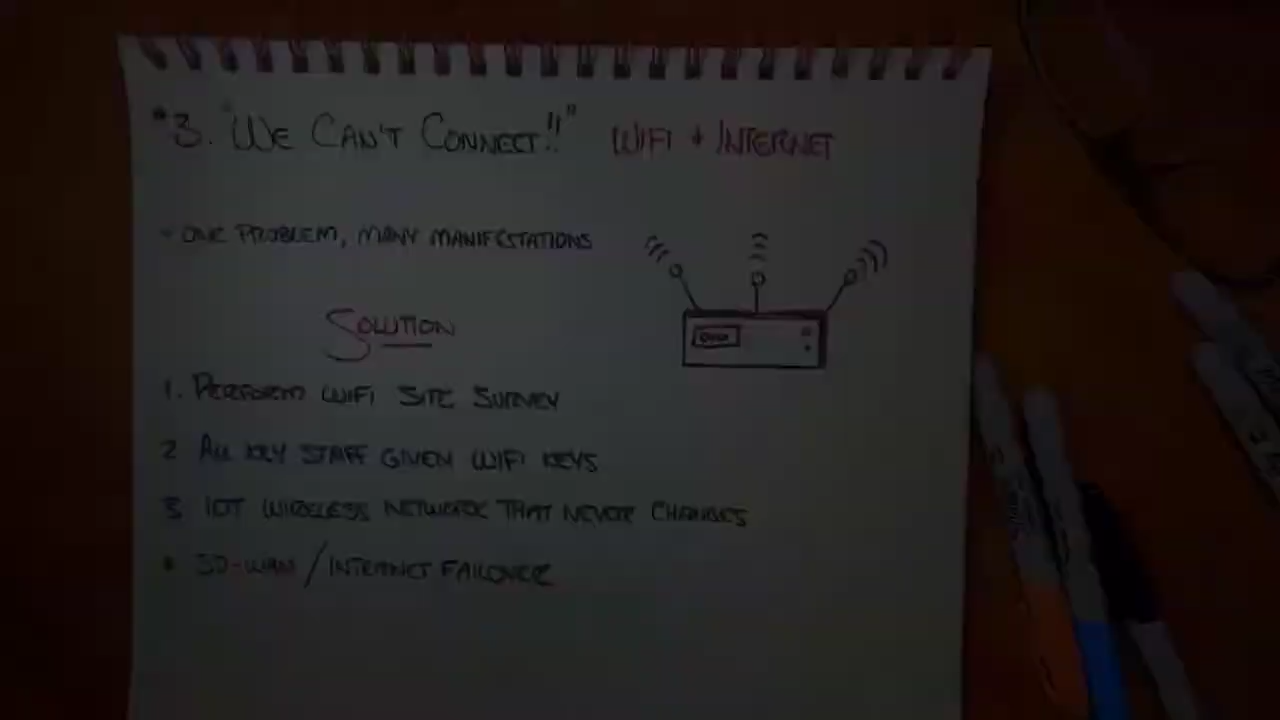 "3. "WE CAN'T CONNECT!!" WIFI + INTERNET
- ONE PROBLEM, MANY MANIFESTATIONS
SOLUTION
1. PERFORM WIFI SITE SURVEY
2 ALL KEY STAFF GIVEN WIFI KEYS
3 IOT WIRELESS NETWORK THAT NEVER CHANGES
SD-WAN / INTERNET FAILOVER